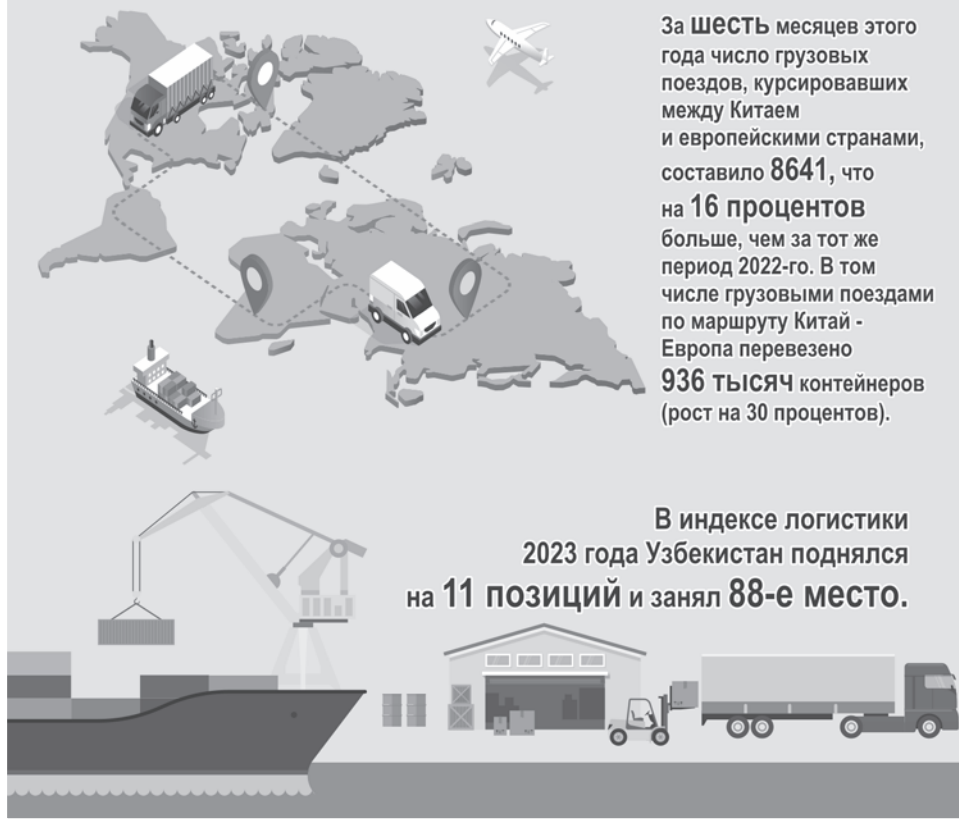 За шесть месяцев этого
года число грузовых
поездов, курсировавших
между Китаем
и европейскими странами,
составило 8641, что
на 16 процентов
больше, чем за тот же
период 2022-го. В том
числе грузовыми поездами
по маршруту Китай -
Европа перевезено
936 тысяч контейнеров
(рост на 30 процентов).
В индексе логистики
2023 года Узбекистан поднялся
на 11 позиций и занял 88-е место.